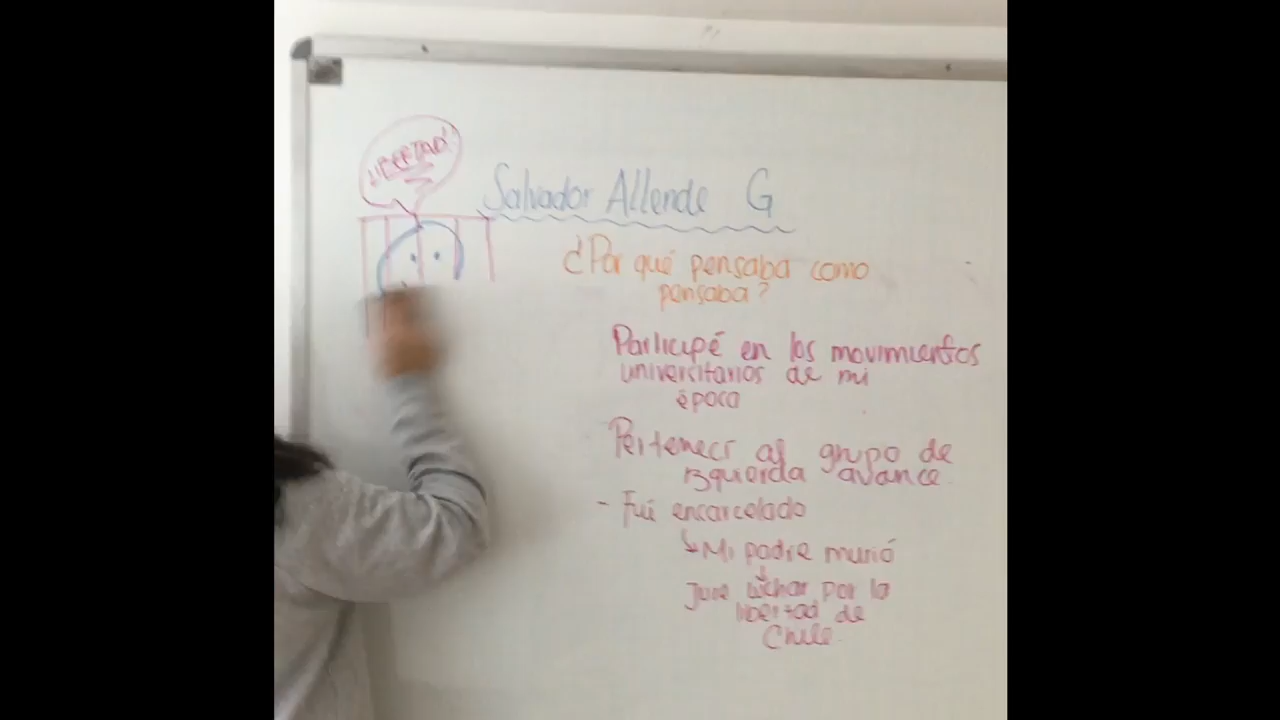 ¡¡LIBERTAD!
Salvador Allende G
¿Por qué pensaba como
pensaba?
Participé en los movimientos
universitarios de mi
época
Pertenecí al grupo de
izquierda avance.
- Fui encarcelado
↳ Mi padre murió
↓
Juré luchar por la
libertad de
Chile.